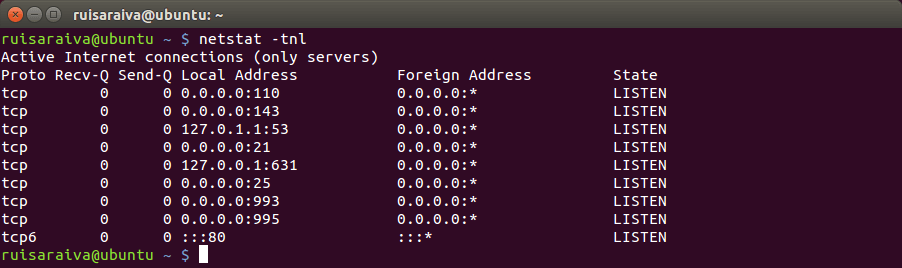 ruisaraiva@ubuntu: ~
ruisaraiva@ubuntu ~ $ netstat -tnl
Active Internet connections (only servers)
Proto Recv-Q Send-Q Local Address           Foreign Address         State
tcp        0      0 0.0.0.0:110             0.0.0.0:*               LISTEN
tcp        0      0 0.0.0.0:143             0.0.0.0:*               LISTEN
tcp        0      0 127.0.1.1:53            0.0.0.0:*               LISTEN
tcp        0      0 0.0.0.0:21              0.0.0.0:*               LISTEN
tcp        0      0 127.0.0.1:631           0.0.0.0:*               LISTEN
tcp        0      0 0.0.0.0:25              0.0.0.0:*               LISTEN
tcp        0      0 0.0.0.0:993             0.0.0.0:*               LISTEN
tcp        0      0 0.0.0.0:995             0.0.0.0:*               LISTEN
tcp6       0      0 :::80                   :::*                    LISTEN
ruisaraiva@ubuntu ~ $